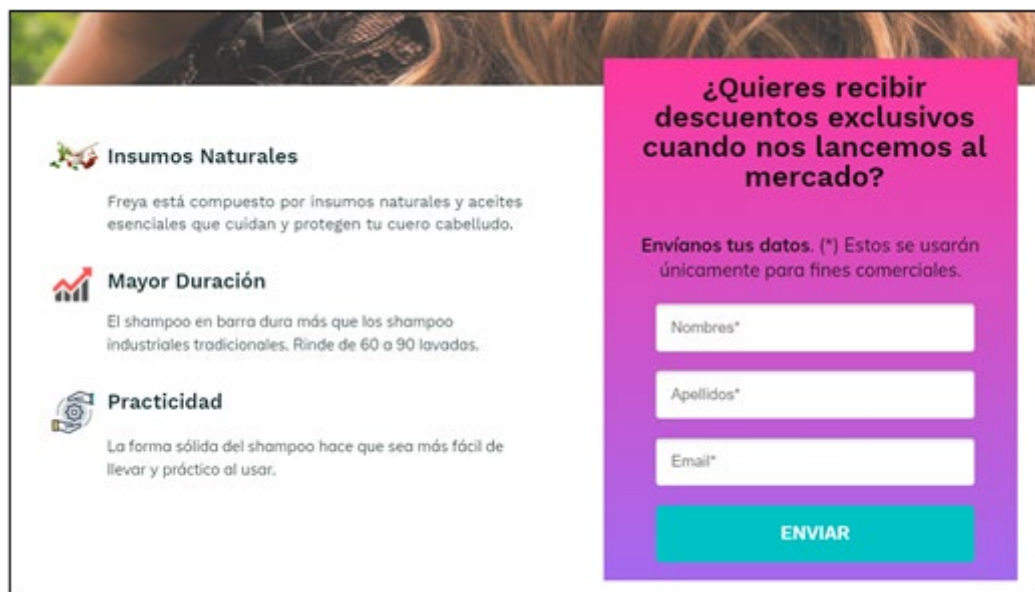 Insumos Naturales
Freya está compuesto por insumos naturales y aceites
esenciales que cuidan y protegen tu cuero cabelludo.
Mayor Duración
El shampoo en barra dura más que los shampoo
industriales tradicionales. Rinde de 60 a 90 lavadas.
Practicidad
La forma sólida del shampoo hace que sea más fácil de
llevar y práctico al usar.
¿Quieres recibir
descuentos exclusivos
cuando nos lancemos al
mercado?
Envíanos tus datos. (*) Estos se usarán
únicamente para fines comerciales.
Nombres*
Apellidos*
Email*
ENVIAR